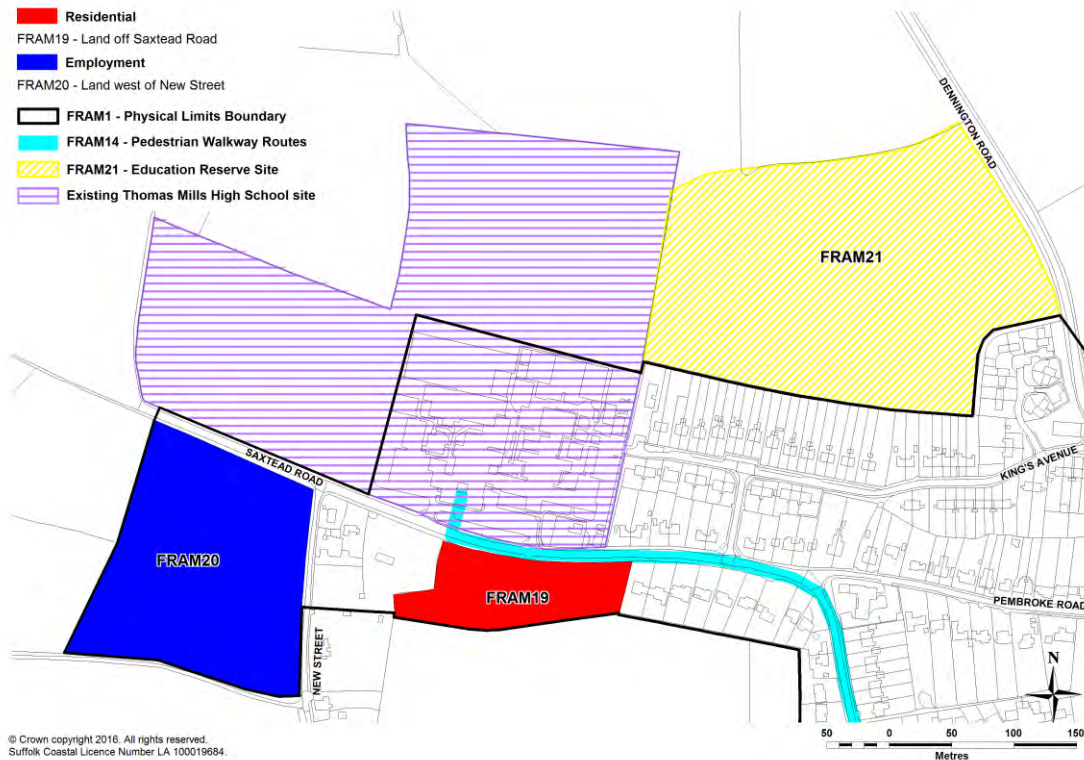 Residential
FRAM19 - Land off Saxtead Road
Employment
FRAM20 - Land west of New Street
FRAM1 - Physical Limits Boundary
FRAM14 - Pedestrian Walkway Routes
FRAM21 - Education Reserve Site
Existing Thomas Mills High School site
DENNINGTON ROAD
FRAM21
KING'S AVENUE
SAXTEAD ROAD
FRAM20
FRAM19
PEMBROKE ROAD
NEW STREET
N
© Crown copyright 2016. All rights reserved.
Suffolk Coastal Licence Number LA 100019684.
50 0 50 100 150
Metres